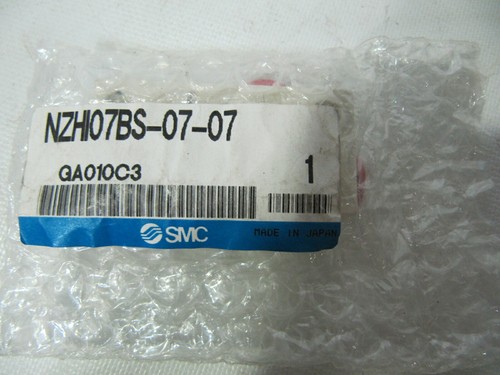 NZHI07BS-07-07
GA010C3
1
SMC
MADE IN JAPAN